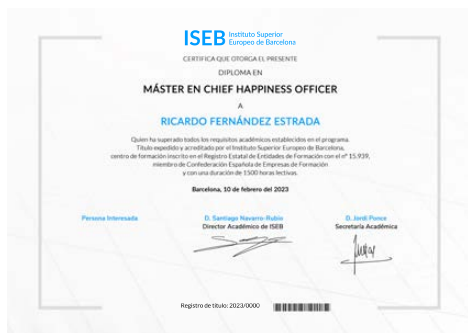 ISEB Instituto Superior
Europeo de Barcelona
CERTIFICA QUE OTORGA EL PRESENTE
DIPLOMA EN
MÁSTER EN CHIEF HAPPINESS OFFICER
A
RICARDO FERNÁNDEZ ESTRADA
Quien ha superado todos los requisitos académicos establecidos en el programa.
Título expedido y acreditado por el Instituto Superior Europeo de Barcelona,
centro de formación inscrito en el Registro Estatal de Entidades de Formación con el nº 15.939,
miembro de Confederación Española de Empresas de Formación
y con una duración de 1500 horas lectivas.
Barcelona, 10 de febrero del 2023
Persona Interesada
D. Santiago Navarro-Rubio
Director Académico de ISEB
D. Jordi Ponce
Secretaría Académica
Registro de título: 2023/0000